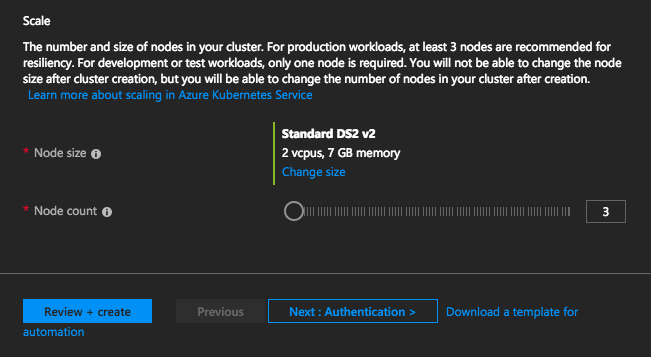 Scale
The number and size of nodes in your cluster. For production workloads, at least 3 nodes are recommended for
resiliency. For development or test workloads, only one node is required. You will not be able to change the node
size after cluster creation, but you will be able to change the number of nodes in your cluster after creation.
Learn more about scaling in Azure Kubernetes Service
Standard DS2 v2
* Node size
2 vcpus, 7 GB memory
Change size
* Node count
3
Review + create
Previous
Next : Authentication >
Download a template for
automation